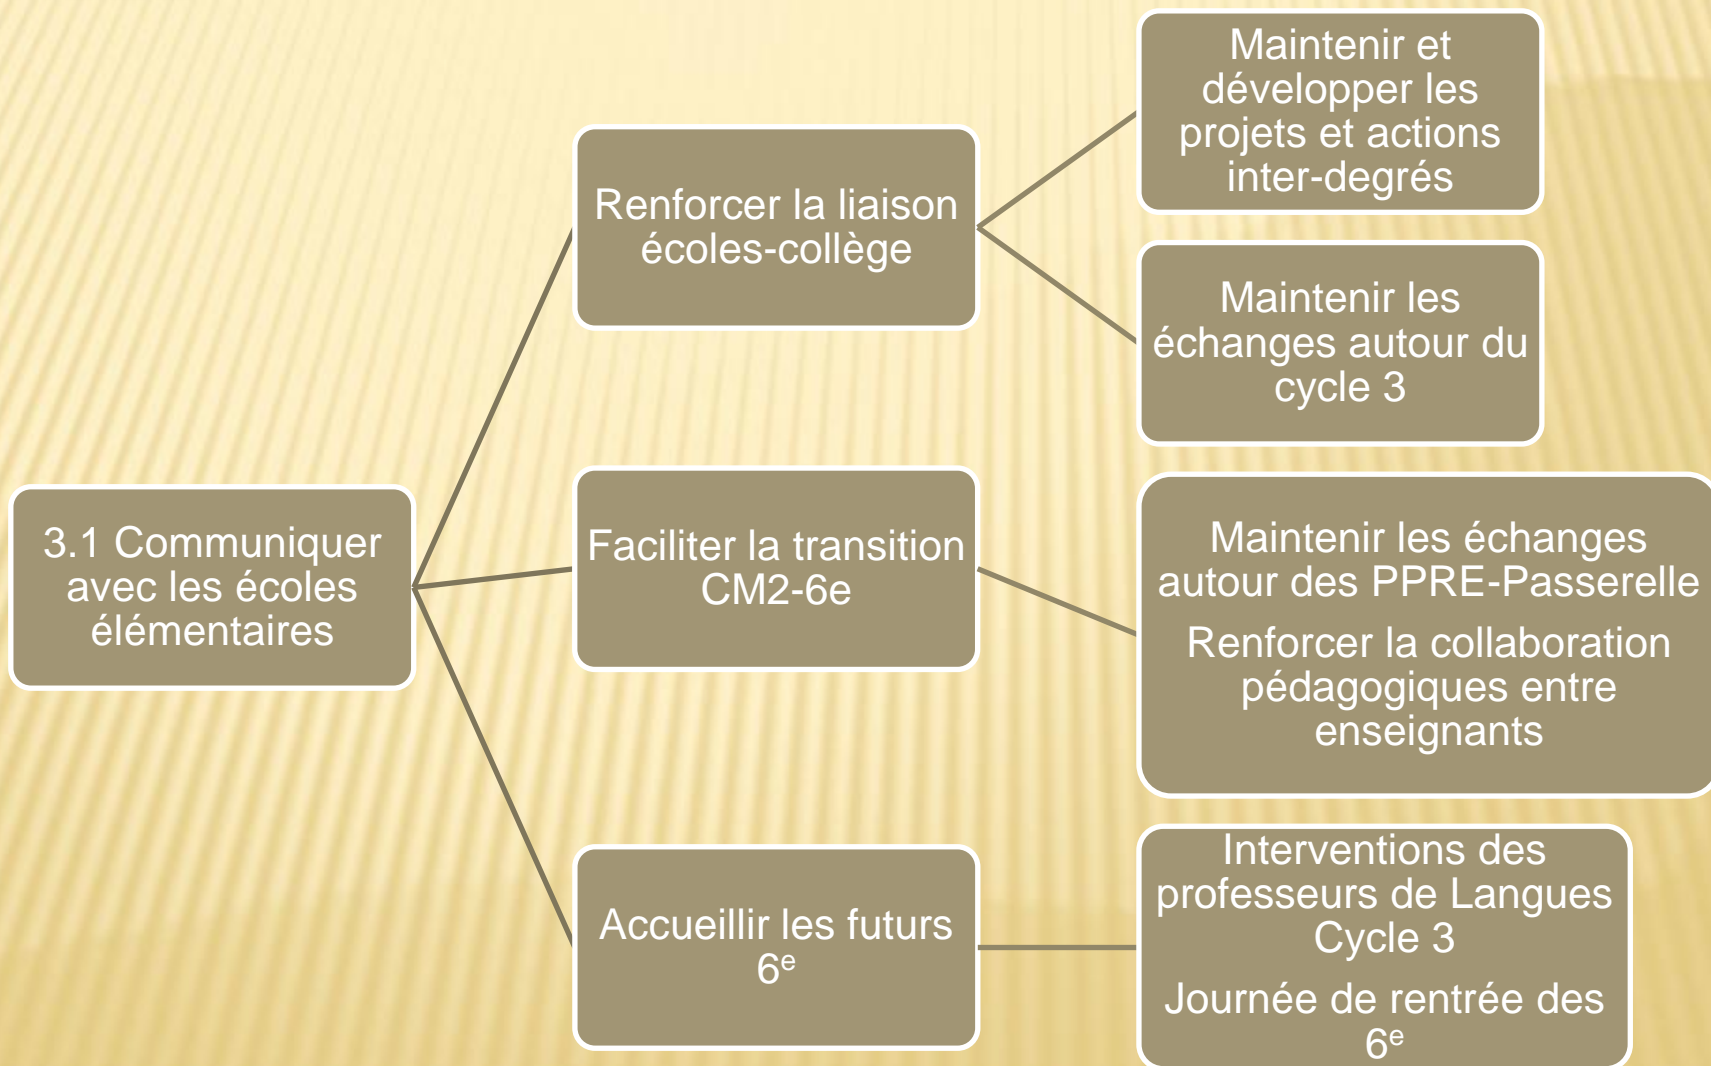 3.1 Communiquer
avec les écoles
élémentaires
Renforcer la liaison
écoles-collège
Maintenir et
développer les
projets et actions
inter-degrés
Maintenir les
échanges autour du
cycle 3
Faciliter la transition
CM2-6e
Maintenir les échanges
autour des PPRE-Passerelle
Renforcer la collaboration
pédagogiques entre
enseignants
Accueillir les futurs
6e
Interventions des
professeurs de Langues
Cycle 3
Journée de rentrée des
6e